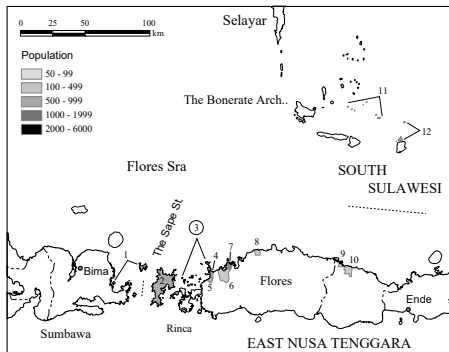 0 25 50 100
km
Population
50 - 99
100 - 499
500 - 999
1000 - 1999
2000 - 6000
Selayar
The Bonerate Arch..
11
12
Flores Sra
SOUTH
SULAWESI
The Sape St.
3
1
4
7
8
9
10
5
6
Bima
Flores
Ende
Sumbawa
Rinca
EAST NUSA TENGGARA